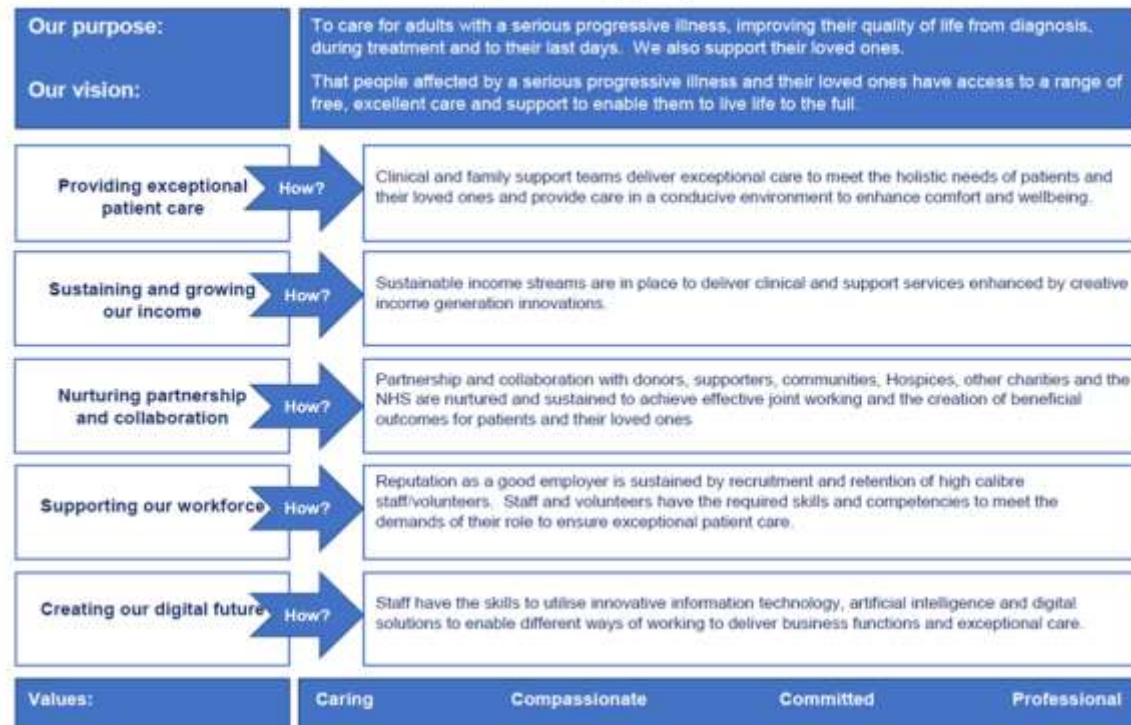 Our purpose:
To care for adults with a serious progressive illness, improving their quality of life from diagnosis,
during treatment and to their last days. We also support their loved ones.
Our vision:
That people affected by a serious progressive illness and their loved ones have access to a range of
free, excellent care and support to enable them to live life to the full.
Providing exceptional
patient care
How?
Clinical and family support teams deliver exceptional care to meet the holistic needs of patients and
their loved ones and provide care in a conducive environment to enhance comfort and wellbeing.
Sustaining and growing
our income
How?
Sustainable income streams are in place to deliver clinical and support services enhanced by creative
income generation innovations.
Nurturing partnership
and collaboration
How?
Partnership and collaboration with donors, supporters, communities, Hospices, other charities and the
NHS are nurtured and sustained to achieve effective joint working and the creation of beneficial
outcomes for patients and their loved ones
Supporting our workforce
How?
Reputation as a good employer is sustained by recruitment and retention of high calibre
staff/volunteers. Staff and volunteers have the required skills and competencies to meet the
demands of their role to ensure exceptional patient care.
Creating our digital future
How?
Staff have the skills to utilise innovative information technology, artificial intelligence and digital
solutions to enable different ways of working to deliver business functions and exceptional care.
Values:
Caring Compassionate Committed Professional